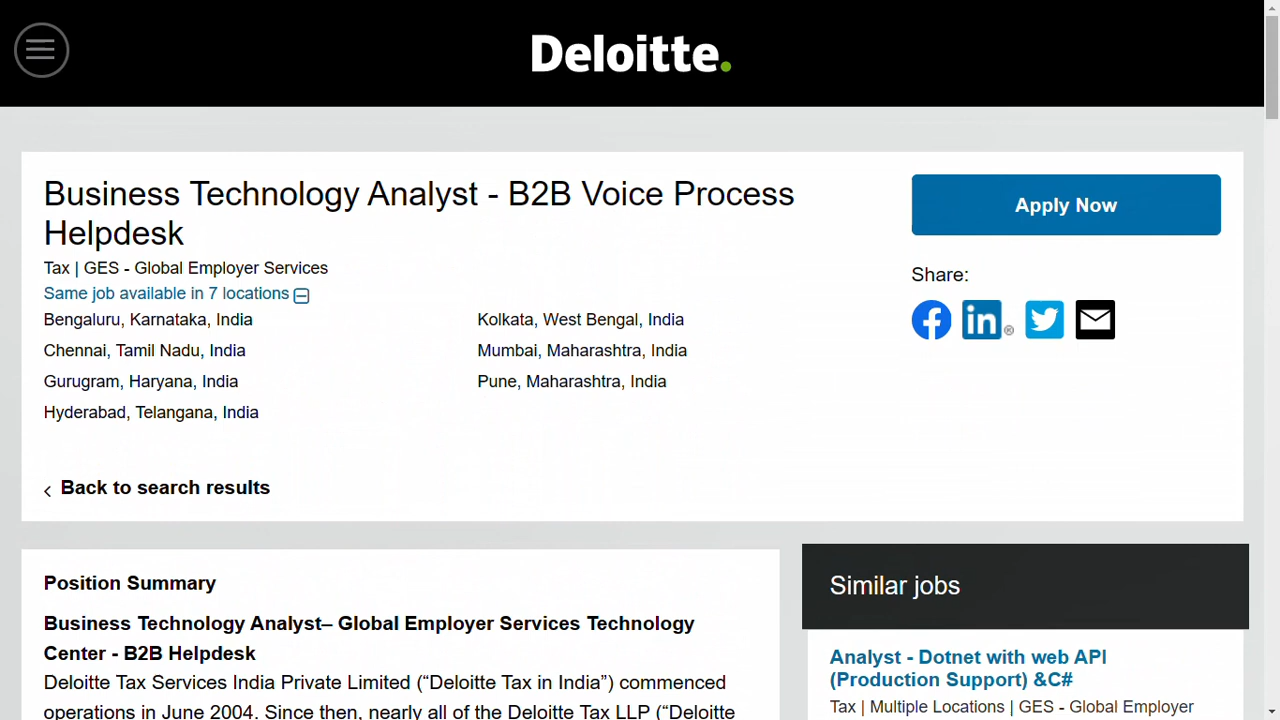 Deloitte.
Business Technology Analyst - B2B Voice Process
Helpdesk
Tax | GES - Global Employer Services
Same job available in 7 locations
Bengaluru, Karnataka, India
Chennai, Tamil Nadu, India
Gurugram, Haryana, India
Hyderabad, Telangana, India
Kolkata, West Bengal, India
Mumbai, Maharashtra, India
Pune, Maharashtra, India
Back to search results
Apply Now
Share:
in ®
Position Summary
Business Technology Analyst– Global Employer Services Technology
Center - B2B Helpdesk
Deloitte Tax Services India Private Limited (“Deloitte Tax in India”) commenced
operations in June 2004. Since then, nearly all of the Deloitte Tax LLP (“Deloitte
Similar jobs
Analyst - Dotnet with web API
(Production Support) &C#
Tax | Multiple Locations | GES - Global Employer